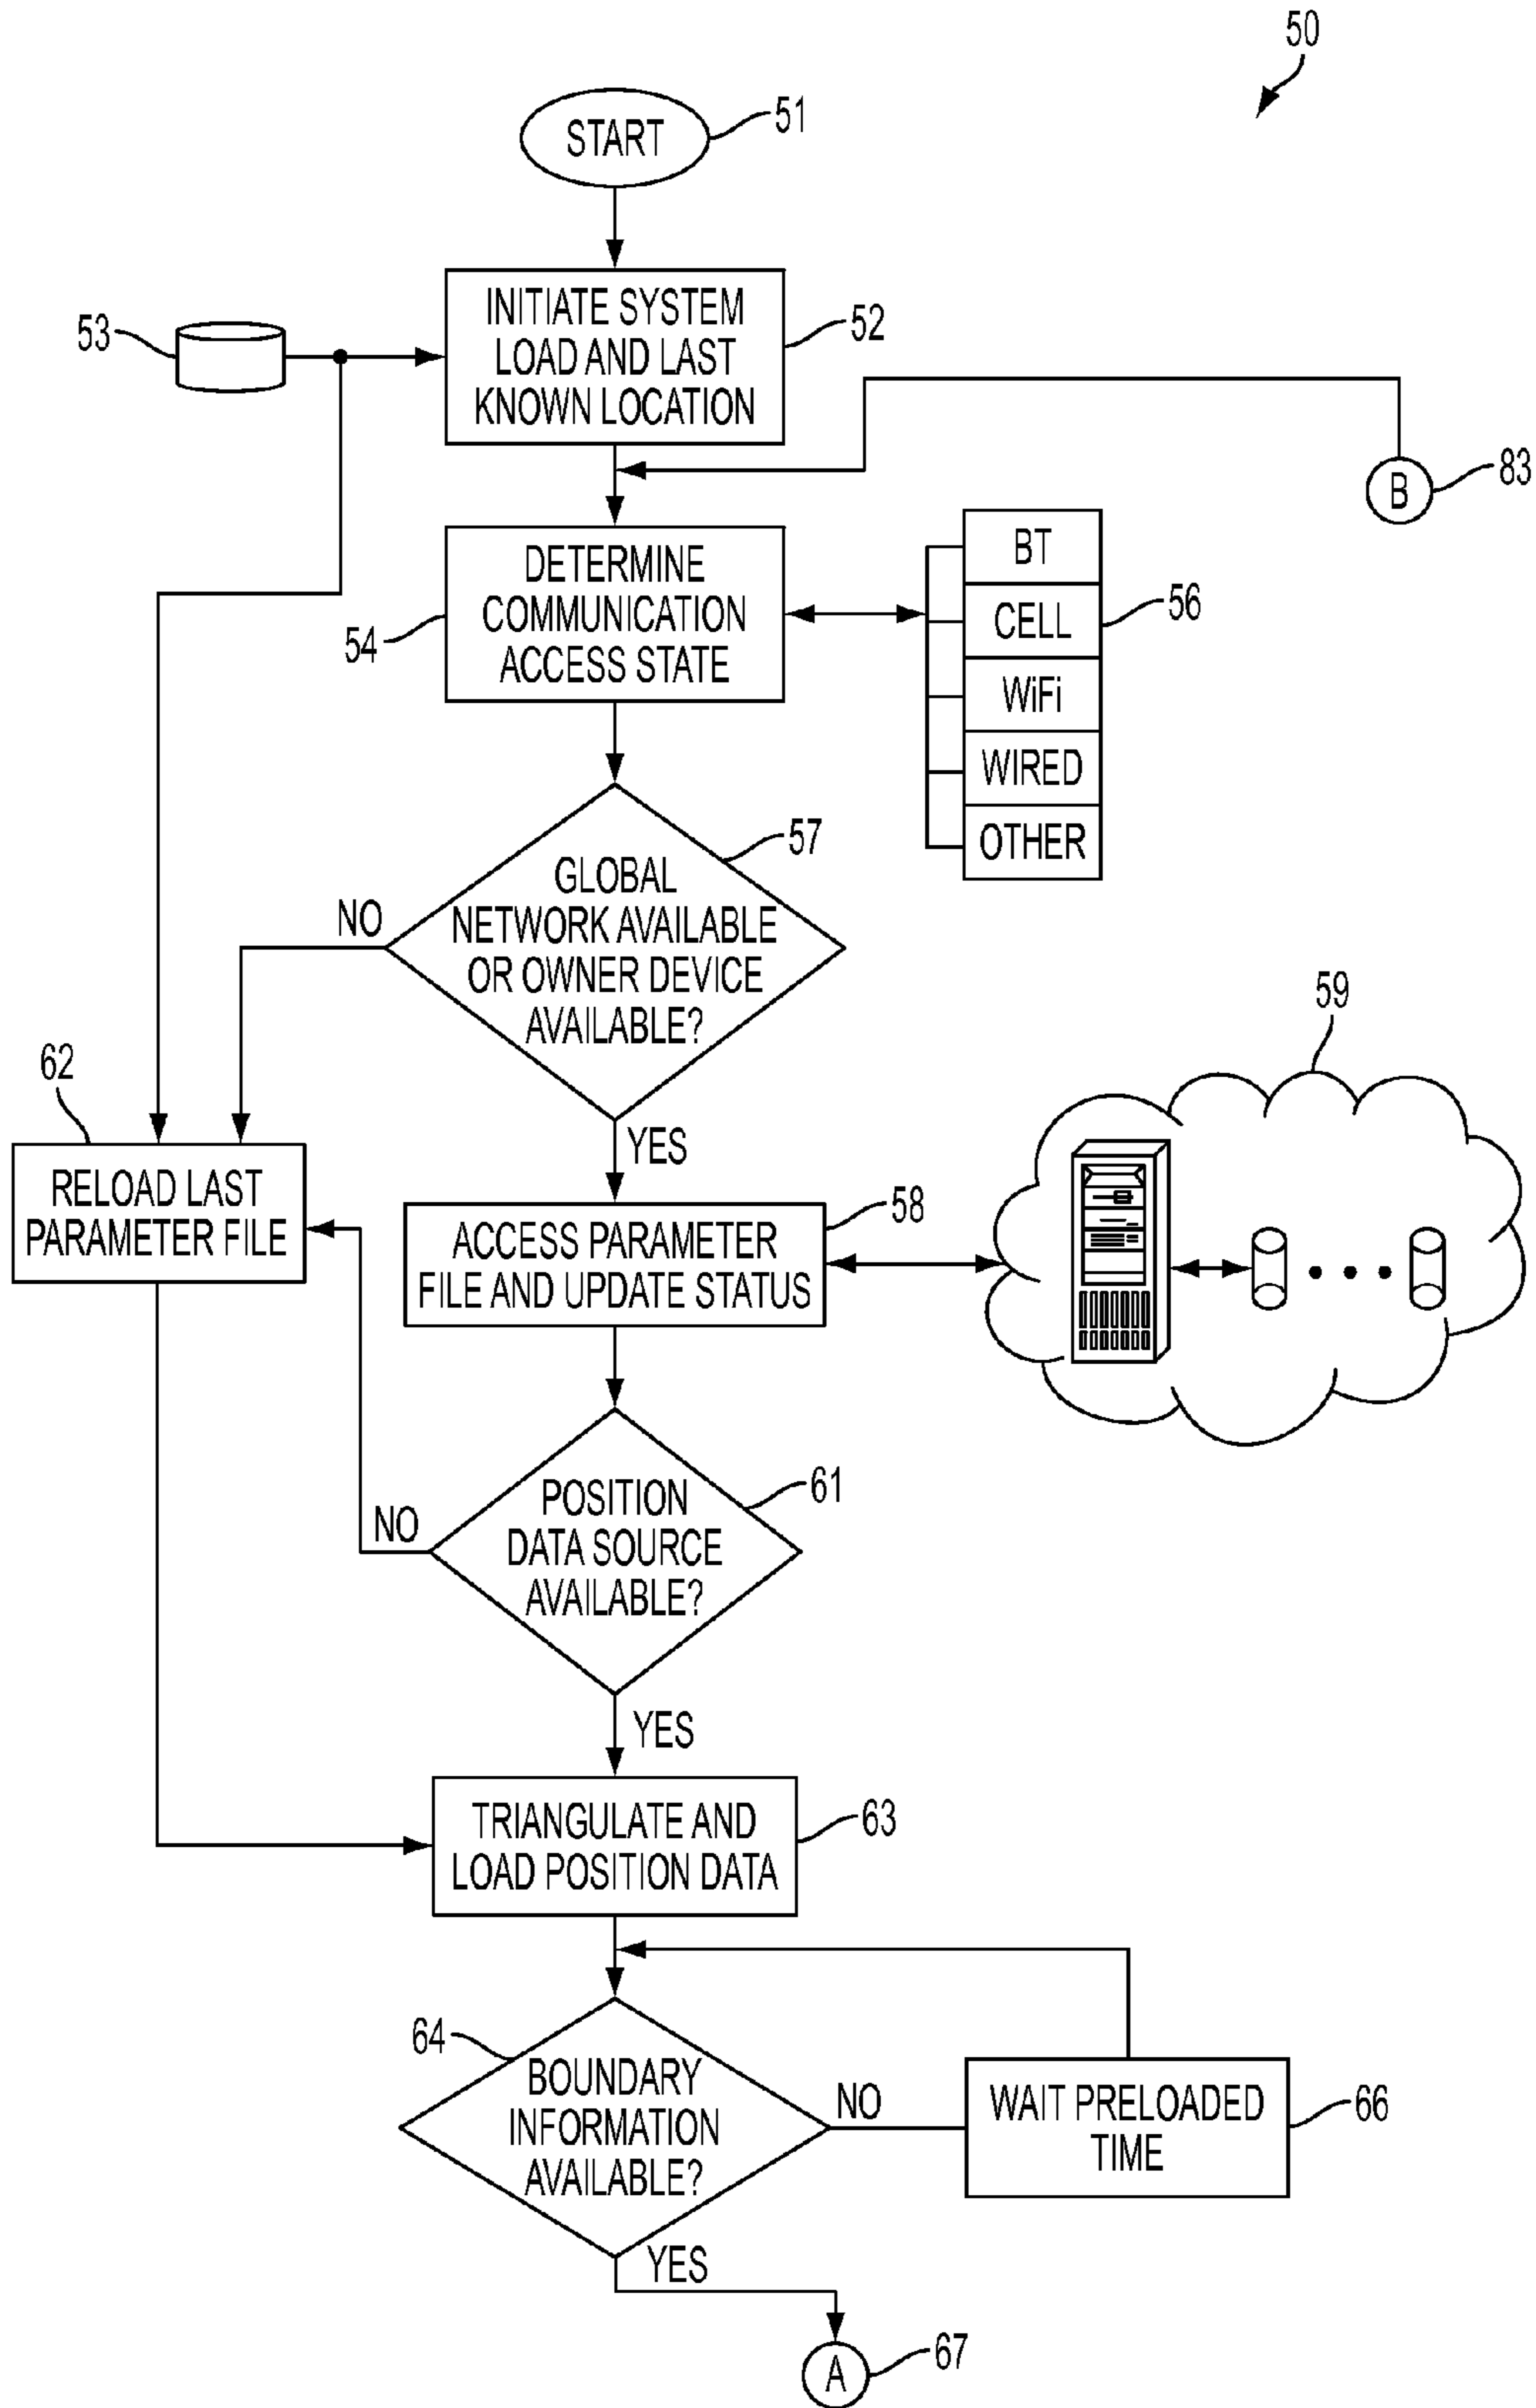 50
START
51
INITIATE SYSTEM
LOAD AND LAST
KNOWN LOCATION
52
53
B
83
DETERMINE
COMMUNICATION
ACCESS STATE
54
BT
CELL
WiFi
WIRED
OTHER
56
GLOBAL
NETWORK AVAILABLE
OR OWNER DEVICE
AVAILABLE?
57
NO
YES
59
62
RELOAD LAST
PARAMETER FILE
ACCESS PARAMETER
FILE AND UPDATE STATUS
58
POSITION
DATA SOURCE
AVAILABLE?
61
NO
YES
TRIANGULATE AND
LOAD POSITION DATA
63
64
BOUNDARY
INFORMATION
AVAILABLE?
NO
WAIT PRELOADED
TIME
66
YES
A
67